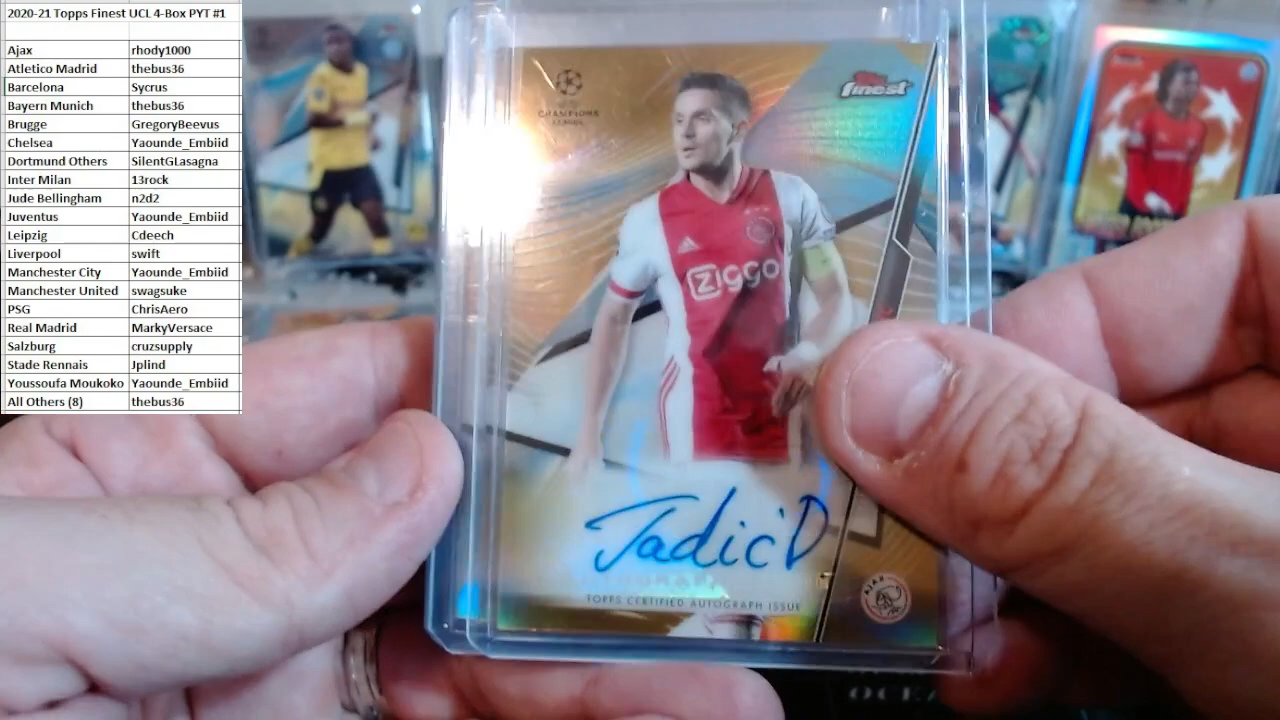 2020-21 Topps Finest UCL 4-Box PYT #1
Ajax rhody1000
Atletico Madrid thebus36
Barcelona Sycrus
Bayern Munich thebus36
Brugge GregoryBeevus
Chelsea Yaounde_Embiid
Dortmund Others SilentGLasagna
Inter Milan 13rock
Jude Bellingham n2d2
Juventus Yaounde_Embiid
Leipzig Cdeech
Liverpool swift
Manchester City Yaounde_Embiid
Manchester United swagsuke
PSG ChrisAero
Real Madrid MarkyVersace
Salzburg cruzsupply
Stade Rennais Jplind
Youssoufa Moukoko Yaounde_Embiid
All Others (8) thebus36
CHAMPIONS
LEAGUE
Topps
finest
Ziggo
Tadić D
TOPPS CERTIFIED AUTOGRAPH ISSUE
AJAX